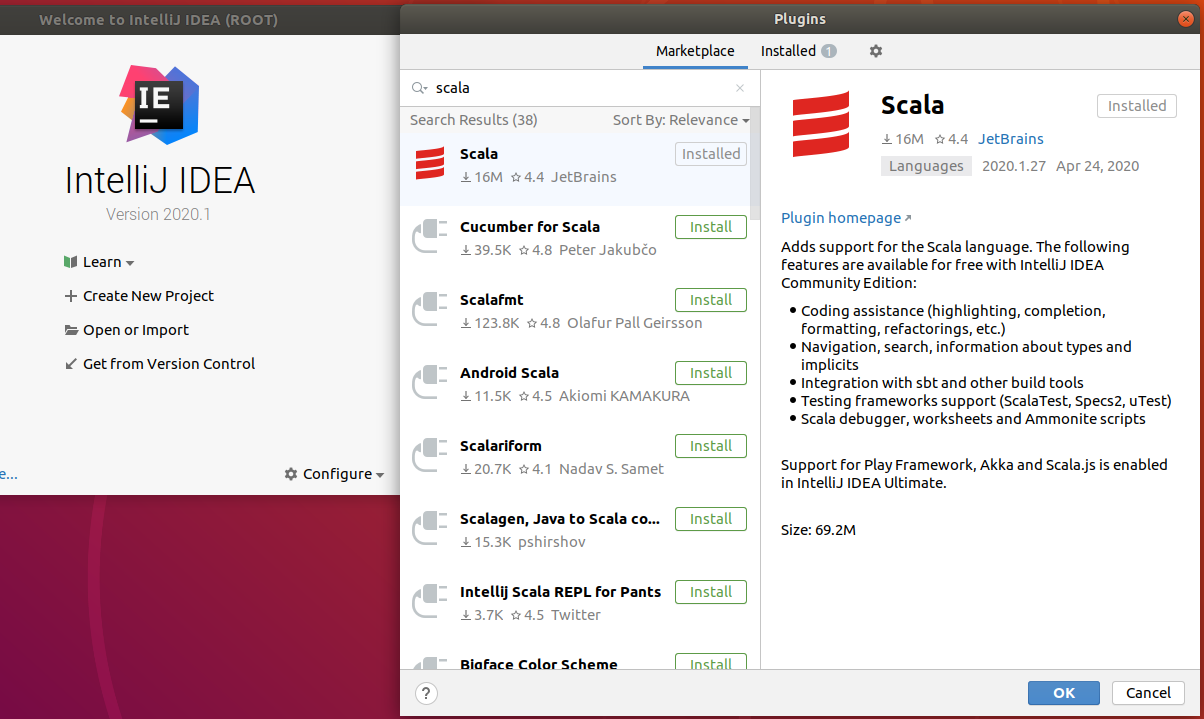 Welcome to IntelliJ IDEA (ROOT)
IE
IntelliJ IDEA
Version 2020.1
Learn
Create New Project
Open or Import
Get from Version Control
e...
Configure
Plugins
Marketplace
Installed 1
scala
Search Results (38)
Sort By: Relevance
Scala
Installed
16M 4.4 JetBrains
Cucumber for Scala
Install
39.5K 4.8 Peter Jakubčo
Scalafmt
Install
123.8K 4.8 Olafur Pall Geirsson
Android Scala
Install
11.5K 4.5 Akiomi KAMAKURA
Scalariform
Install
20.7K 4.1 Nadav S. Samet
Scalagen, Java to Scala co...
Install
15.3K pshirshov
Intellij Scala REPL for Pants
Install
3.7K 4.5 Twitter
Bigface Color Scheme
Install
Scala
Installed
16M 4.4 JetBrains
Languages 2020.1.27 Apr 24, 2020
Plugin homepage
Adds support for the Scala language. The following
features are available for free with IntelliJ IDEA
Community Edition:
• Coding assistance (highlighting, completion,
formatting, refactorings, etc.)
• Navigation, search, information about types and
implicits
• Integration with sbt and other build tools
• Testing frameworks support (ScalaTest, Specs2, uTest)
• Scala debugger, worksheets and Ammonite scripts
Support for Play Framework, Akka and Scala.js is enabled
in IntelliJ IDEA Ultimate.
Size: 69.2M
?
OK
Cancel